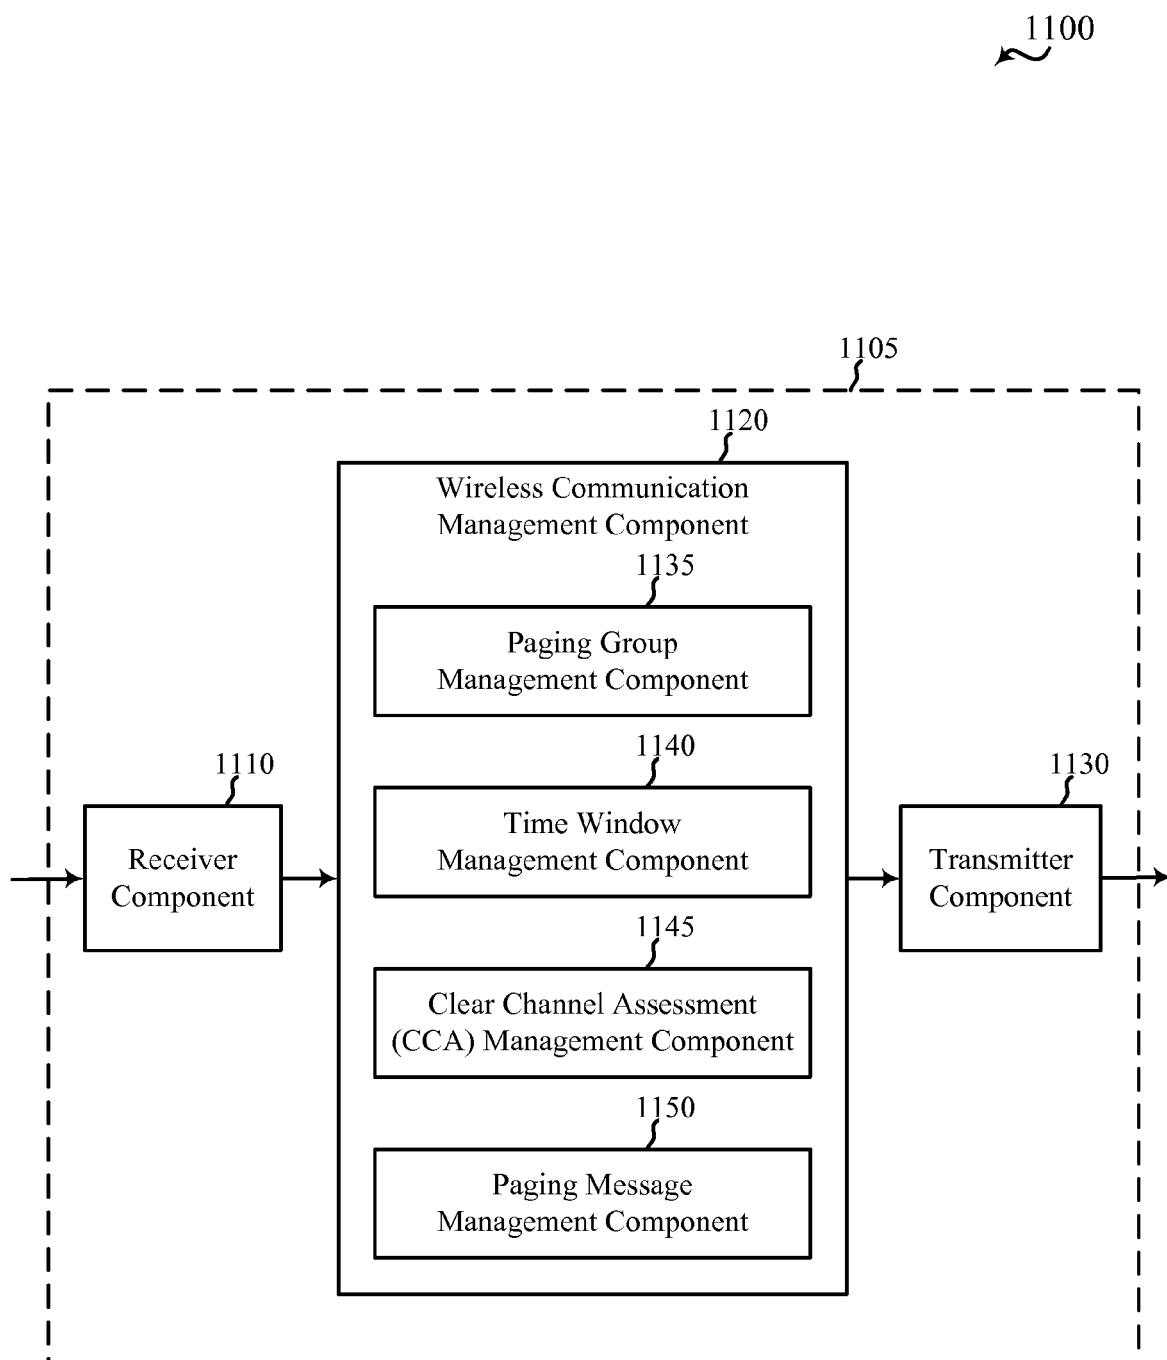 1100
1105
1120
Wireless Communication
Management Component
1135
Paging Group
Management Component
1140
Time Window
Management Component
1110
Receiver
Component
1130
Transmitter
Component
1145
Clear Channel Assessment
(CCA) Management Component
1150
Paging Message
Management Component